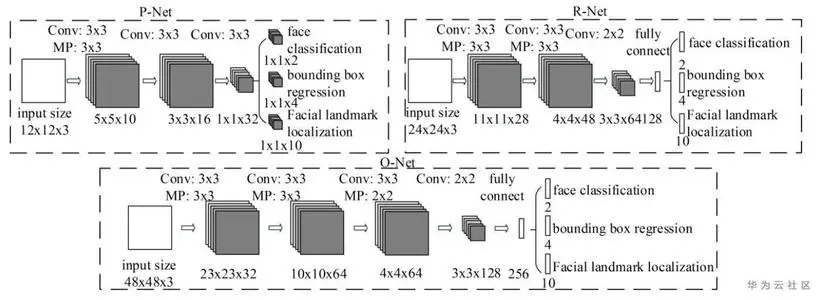 P-Net
Conv: 3x3 Conv: 3x3 Conv: 3x3
MP: 3x3
face
classification
1x1x2
bounding box
regression
1x1x4
Facial landmark
localization
1x1x10
input size
12x12x3
5x5x10
3x3x16
1x1x32
R-Net
Conv: 3x3 Conv: 3x3 Conv: 2x2 fully
MP: 3x3 MP: 3x3 connect
face classification
2
bounding box
regression
4
Facial landmark
localization
10
input size
24x24x3
11x11x28
4x4x48
3x3x64
128
O-Net
Conv: 3x3 Conv: 3x3 Conv: 3x3 Conv: 2x2 fully
MP: 3x3 MP: 3x3 MP: 2x2 connect
face classification
2
bounding box regression
4
Facial landmark localization
10
input size
48x48x3
23x23x32
10x10x64
4x4x64
3x3x128
256
华为云社区